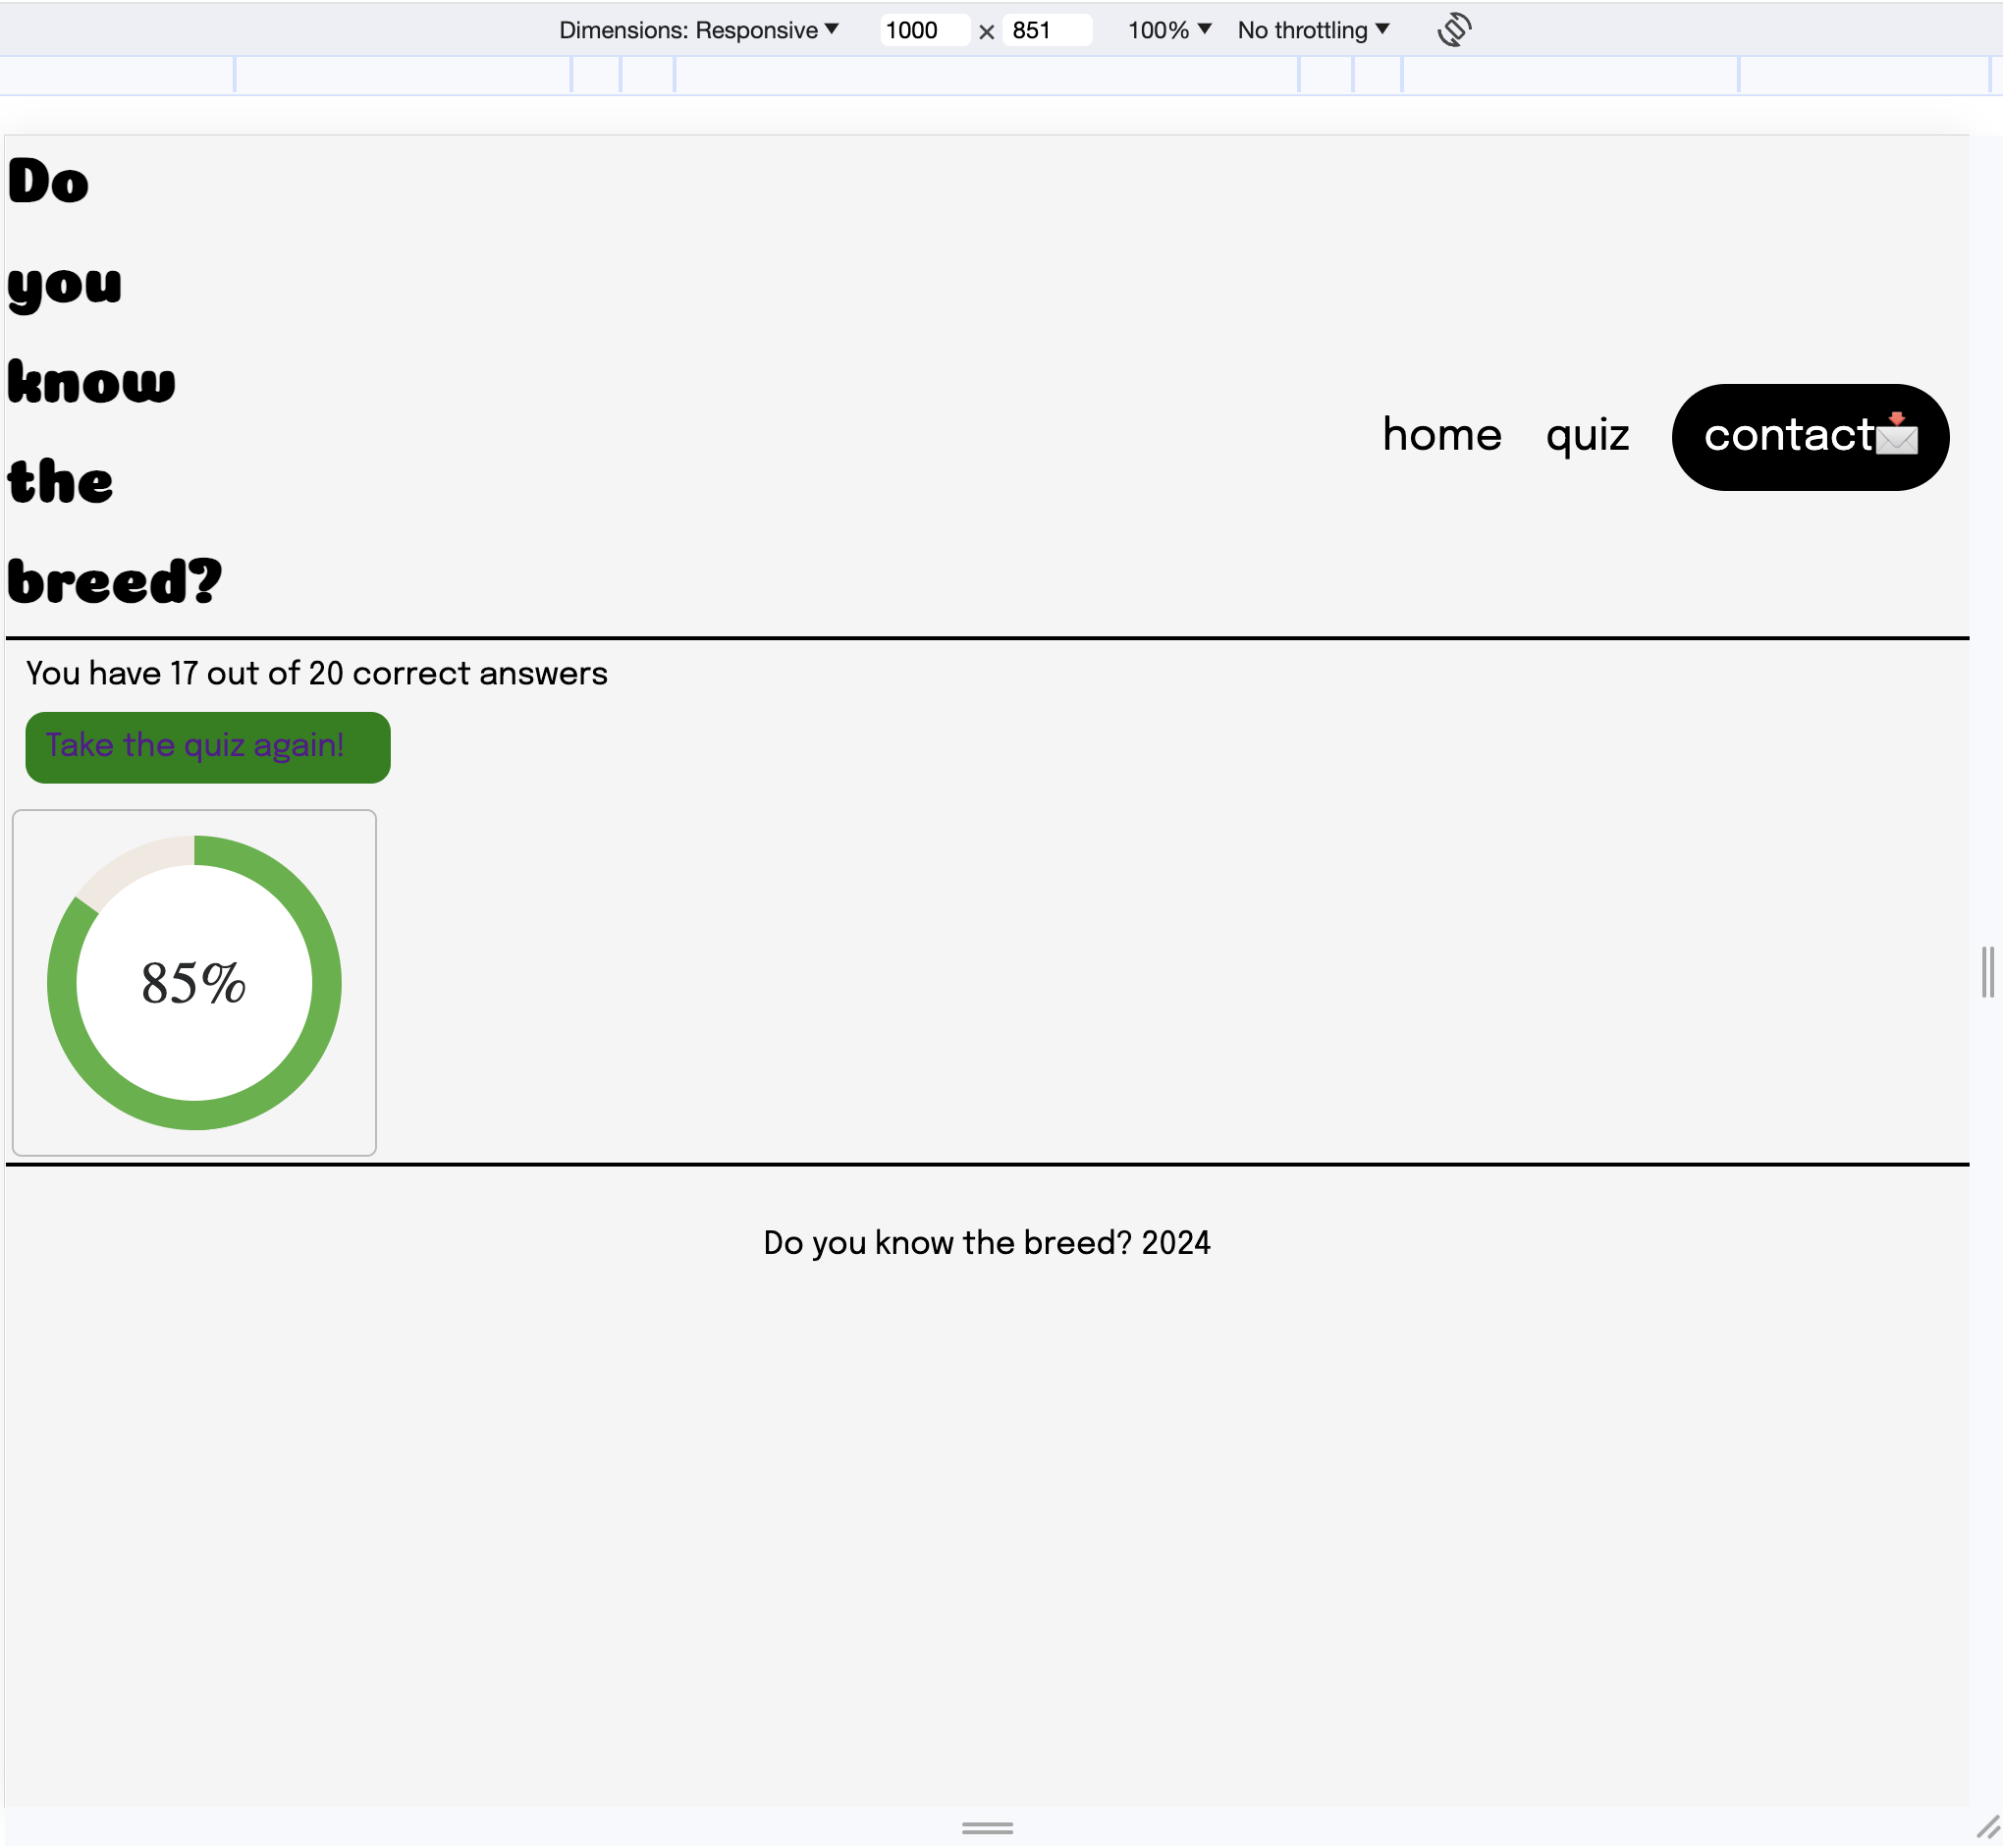 Dimensions: Responsive ▼ 1000 × 851 100% ▼ No throttling ▼
Do
you
know
the
breed?
home quiz contact📩
You have 17 out of 20 correct answers
Take the quiz again!
85%
Do you know the breed? 2024